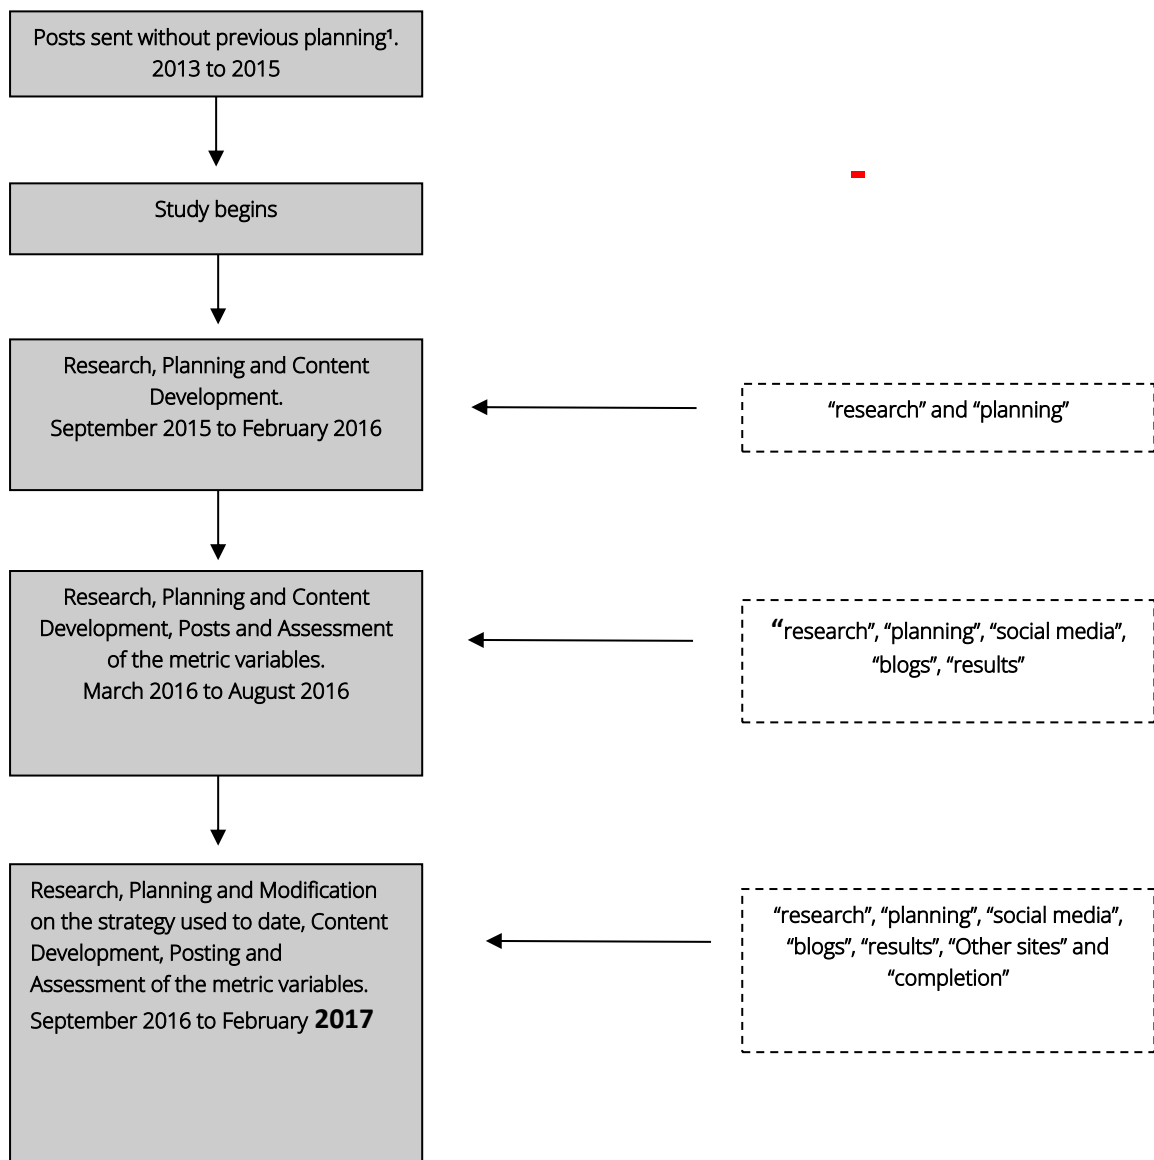 Posts sent without previous planning¹.
2013 to 2015
Study begins
Research, Planning and Content
Development.
September 2015 to February 2016
“research” and “planning”
Research, Planning and Content
Development, Posts and Assessment
of the metric variables.
March 2016 to August 2016
“research”, “planning”, “social media”,
“blogs”, “results”
Research, Planning and Modification
on the strategy used to date, Content
Development, Posting and
Assessment of the metric variables.
September 2016 to February 2017
“research”, “planning”, “social media”,
“blogs”, “results”, “Other sites” and
“completion”